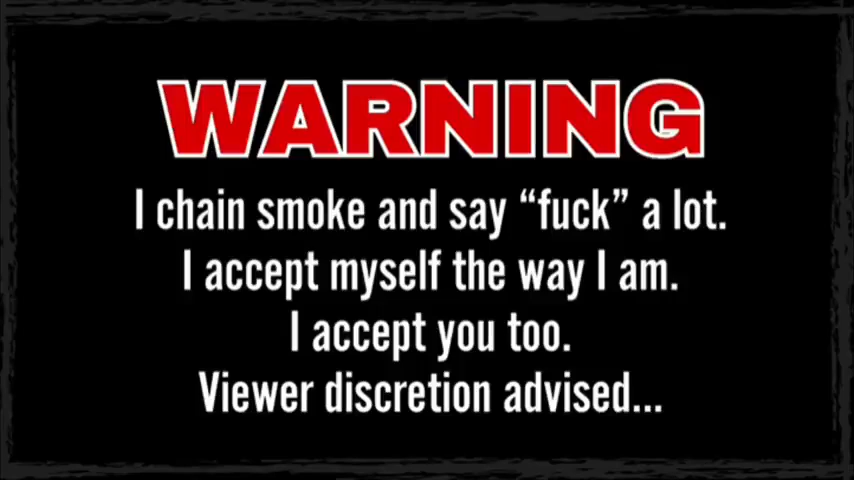 WARNING
I chain smoke and say “fuck” a lot.
I accept myself the way I am.
I accept you too.
Viewer discretion advised...